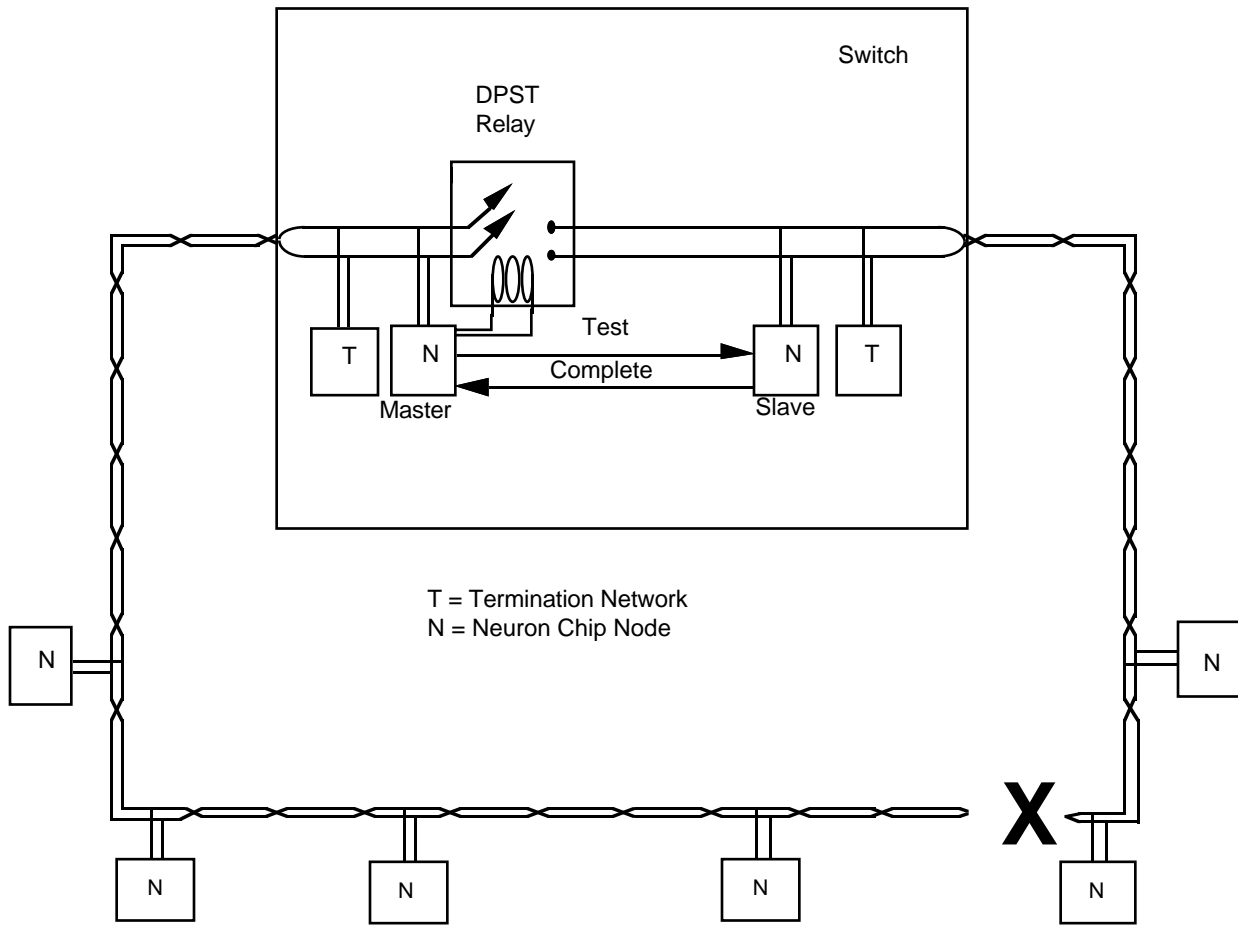 Switch
DPST
Relay
Test
T
N
Complete
N
T
Master
Slave
T = Termination Network
N = Neuron Chip Node
N
N
X
N
N
N
N